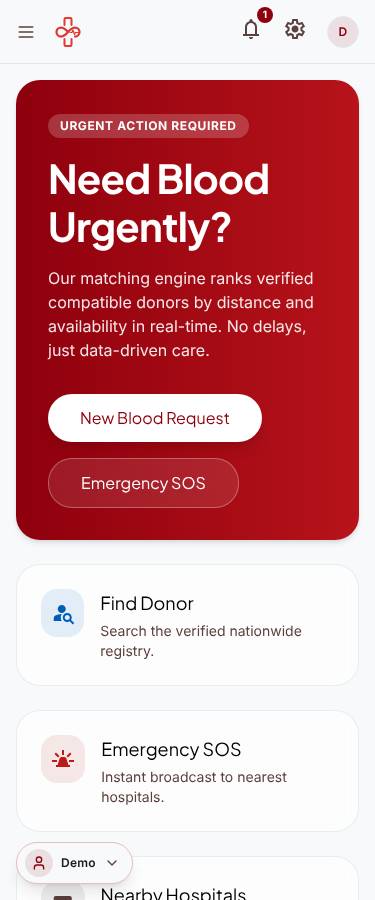 1
D
URGENT ACTION REQUIRED
Need Blood
Urgently?
Our matching engine ranks verified
compatible donors by distance and
availability in real-time. No delays,
just data-driven care.
New Blood Request
Emergency SOS
Find Donor
Search the verified nationwide
registry.
Emergency SOS
Instant broadcast to nearest
hospitals.
Demo
Nearby Hospitals